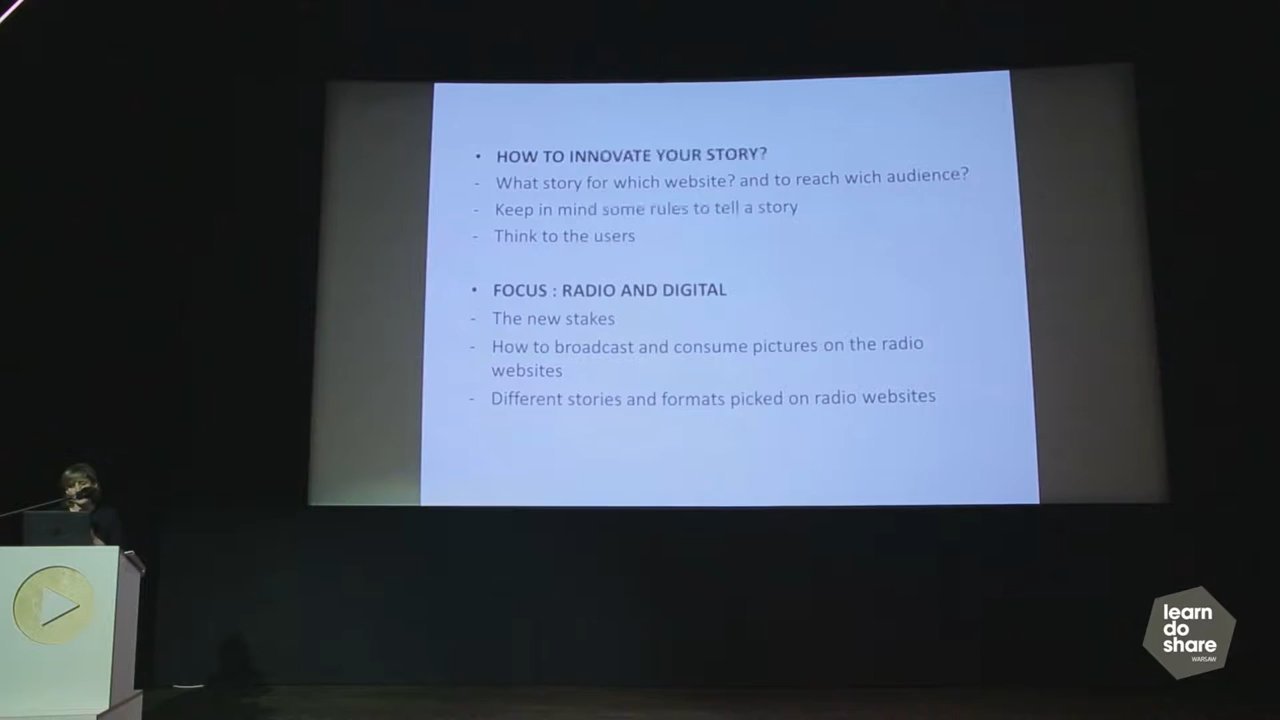 • HOW TO INNOVATE YOUR STORY?
- What story for which website? and to reach wich audience?
- Keep in mind some rules to tell a story
- Think to the users
• FOCUS : RADIO AND DIGITAL
- The new stakes
- How to broadcast and consume pictures on the radio
websites
- Different stories and formats picked on radio websites
learn
do
share
WARSAW